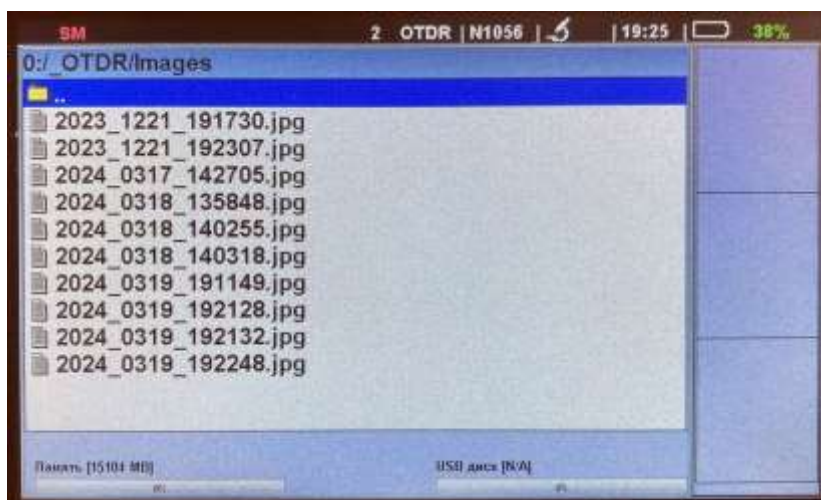 SM 2 OTDR | N1056 | | 19:25 | 38%
0:/_OTDR/Images
..
2023_1221_191730.jpg
2023_1221_192307.jpg
2024_0317_142705.jpg
2024_0318_135848.jpg
2024_0318_140255.jpg
2024_0318_140318.jpg
2024_0319_191149.jpg
2024_0319_192128.jpg
2024_0319_192132.jpg
2024_0319_192248.jpg
Память [15104 MB] USB диск [N/A]